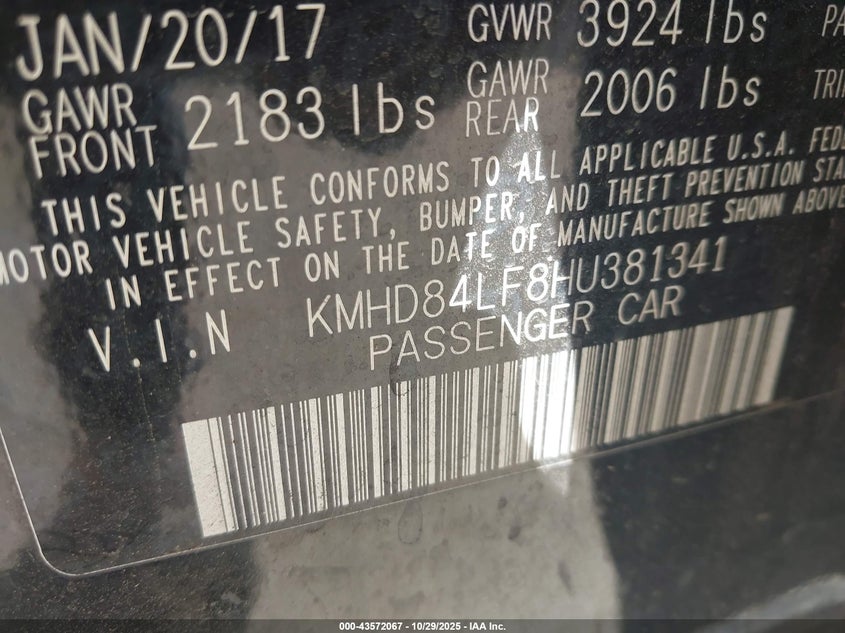 JAN/20/17 GVWR 3924 lbs
GAWR FRONT 2183 lbs GAWR REAR 2006 lbs
THIS VEHICLE CONFORMS TO ALL APPLICABLE U.S.A.
MOTOR VEHICLE SAFETY, BUMPER, AND THEFT PREVENTION
IN EFFECT ON THE DATE OF MANUFACTURE SHOWN ABOVE
V.I.N KMHD84LF8HU381341
PASSENGER CAR
000-43572067 - 10/29/2025 - IAA Inc.